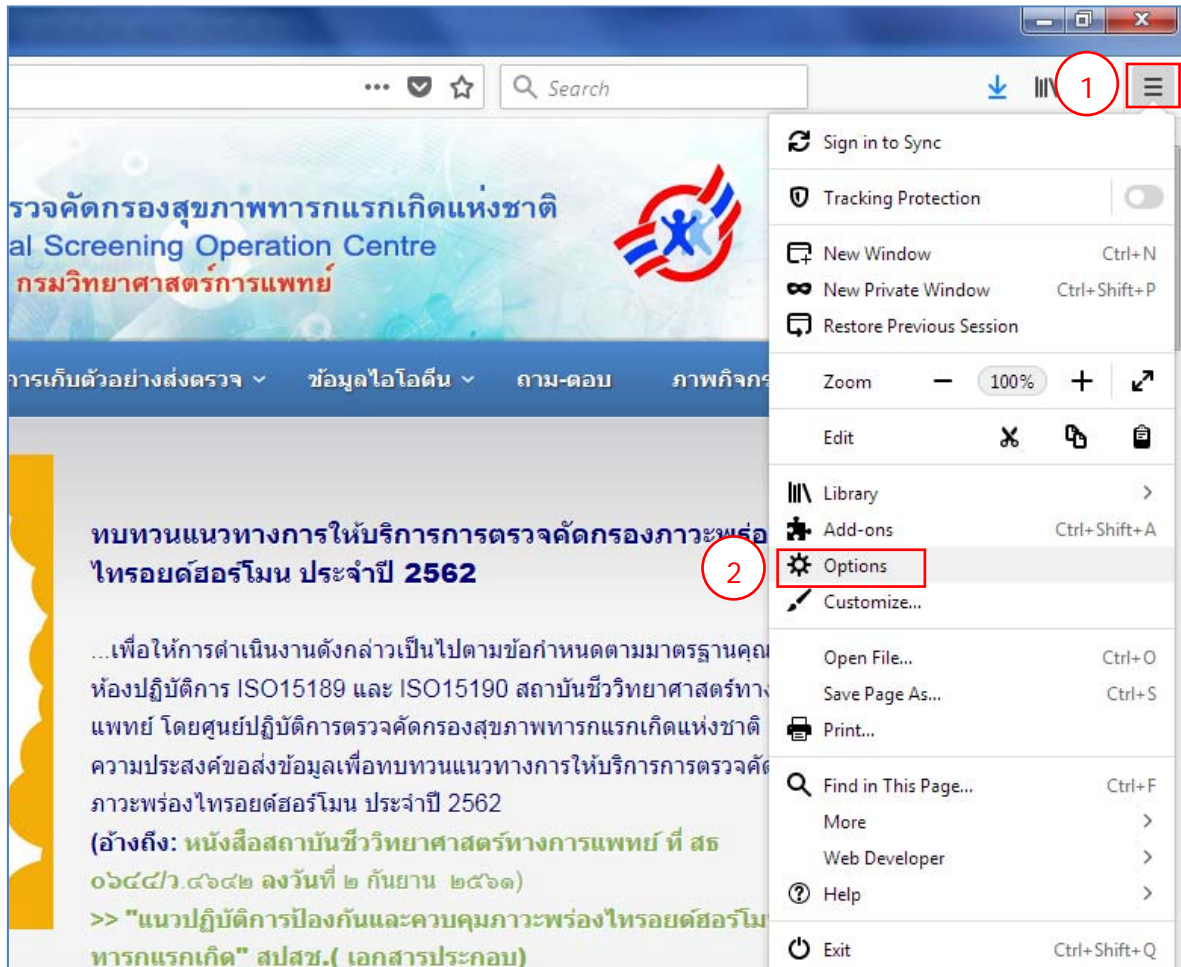 Search
1
รวจคัดกรองสุขภาพทารกแรกเกิดแห่งชาติ
al Screening Operation Centre
กรมวิทยาศาสตร์การแพทย์
การเก็บตัวอย่างส่งตรวจ ข้อมูลไอโอดีน ถาม-ตอบ ภาพกิจกร
ทบทวนแนวทางการให้บริการการตรวจคัดกรองภาวะพร่อ
ไทรอยด์ฮอร์โมน ประจำปี 2562
...เพื่อให้การดำเนินงานดังกล่าวเป็นไปตามข้อกำหนดตามมาตรฐานคุณ
ห้องปฏิบัติการ ISO15189 และ ISO15190 สถาบันชีววิทยาศาสตร์ทาง
แพทย์ โดยศูนย์ปฏิบัติการตรวจคัดกรองสุขภาพทารกแรกเกิดแห่งชาติ
ความประสงค์ขอส่งข้อมูลเพื่อทบทวนแนวทางการให้บริการการตรวจคัด
ภาวะพร่องไทรอยด์ฮอร์โมน ประจำปี 2562
(อ้างถึง: หนังสือสถาบันชีววิทยาศาสตร์ทางการแพทย์ ที่ สธ
๐๖๔๔/ว.๔๖๔๒ ลงวันที่ ๒ กันยาน ๒๕๖๑)
>> "แนวปฏิบัติการป้องกันและควบคุมภาวะพร่องไทรอยด์ฮอร์โม
ทารกแรกเกิด" สปสช.( เอกสารประกอบ)
Sign in to Sync
Tracking Protection
New Window Ctrl+N
New Private Window Ctrl+Shift+P
Restore Previous Session
Zoom 100%
Edit
Library
Add-ons Ctrl+Shift+A
2
Options
Customize...
Open File... Ctrl+O
Save Page As... Ctrl+S
Print...
Find in This Page... Ctrl+F
More
Web Developer
Help
Exit Ctrl+Shift+Q